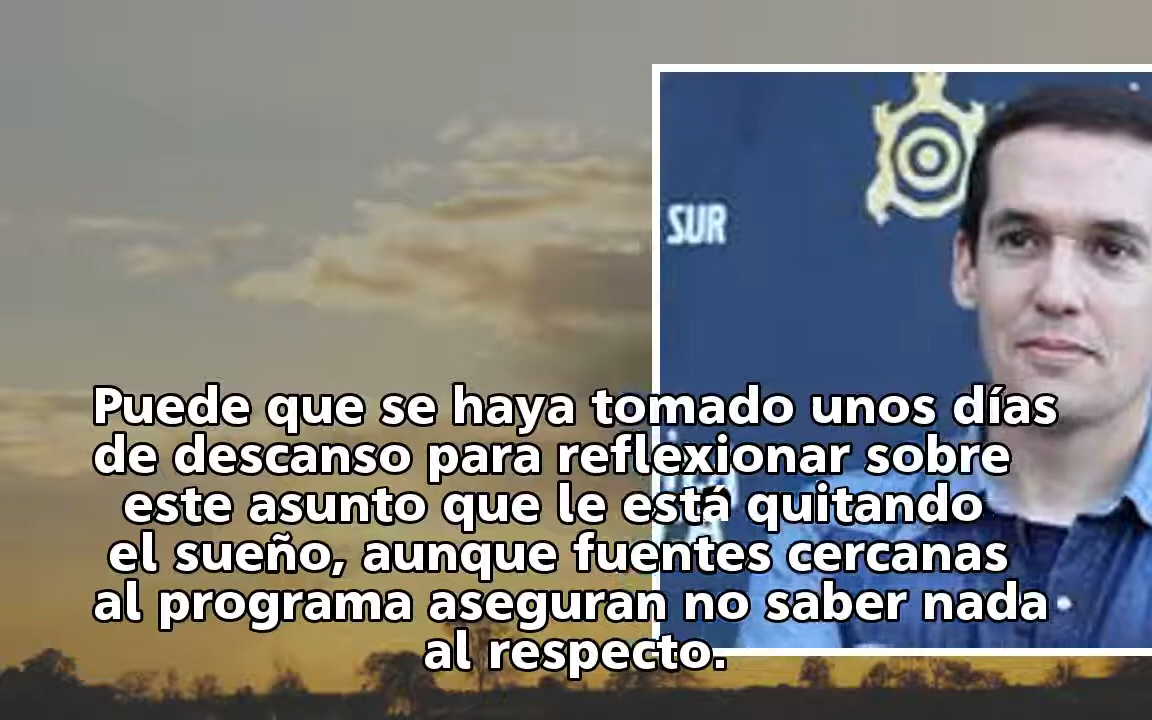 SUR
Puede que se haya tomado unos días
de descanso para reflexionar sobre
este asunto que le está quitando
el sueño, aunque fuentes cercanas
al programa aseguran no saber nada
al respecto.